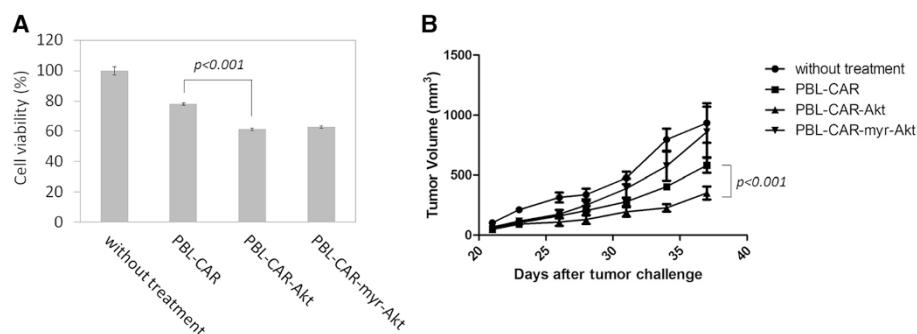 A
120
100
80
60
40
20
0
Cell viability (%)
p<0.001
without treatment
PBL-CAR
PBL-CAR-Akt
PBL-CAR-myr-Akt
B
1500
1000
500
0
Tumor Volume (mm³)
20 25 30 35 40
Days after tumor challenge
without treatment
PBL-CAR
PBL-CAR-Akt
PBL-CAR-myr-Akt
p<0.001